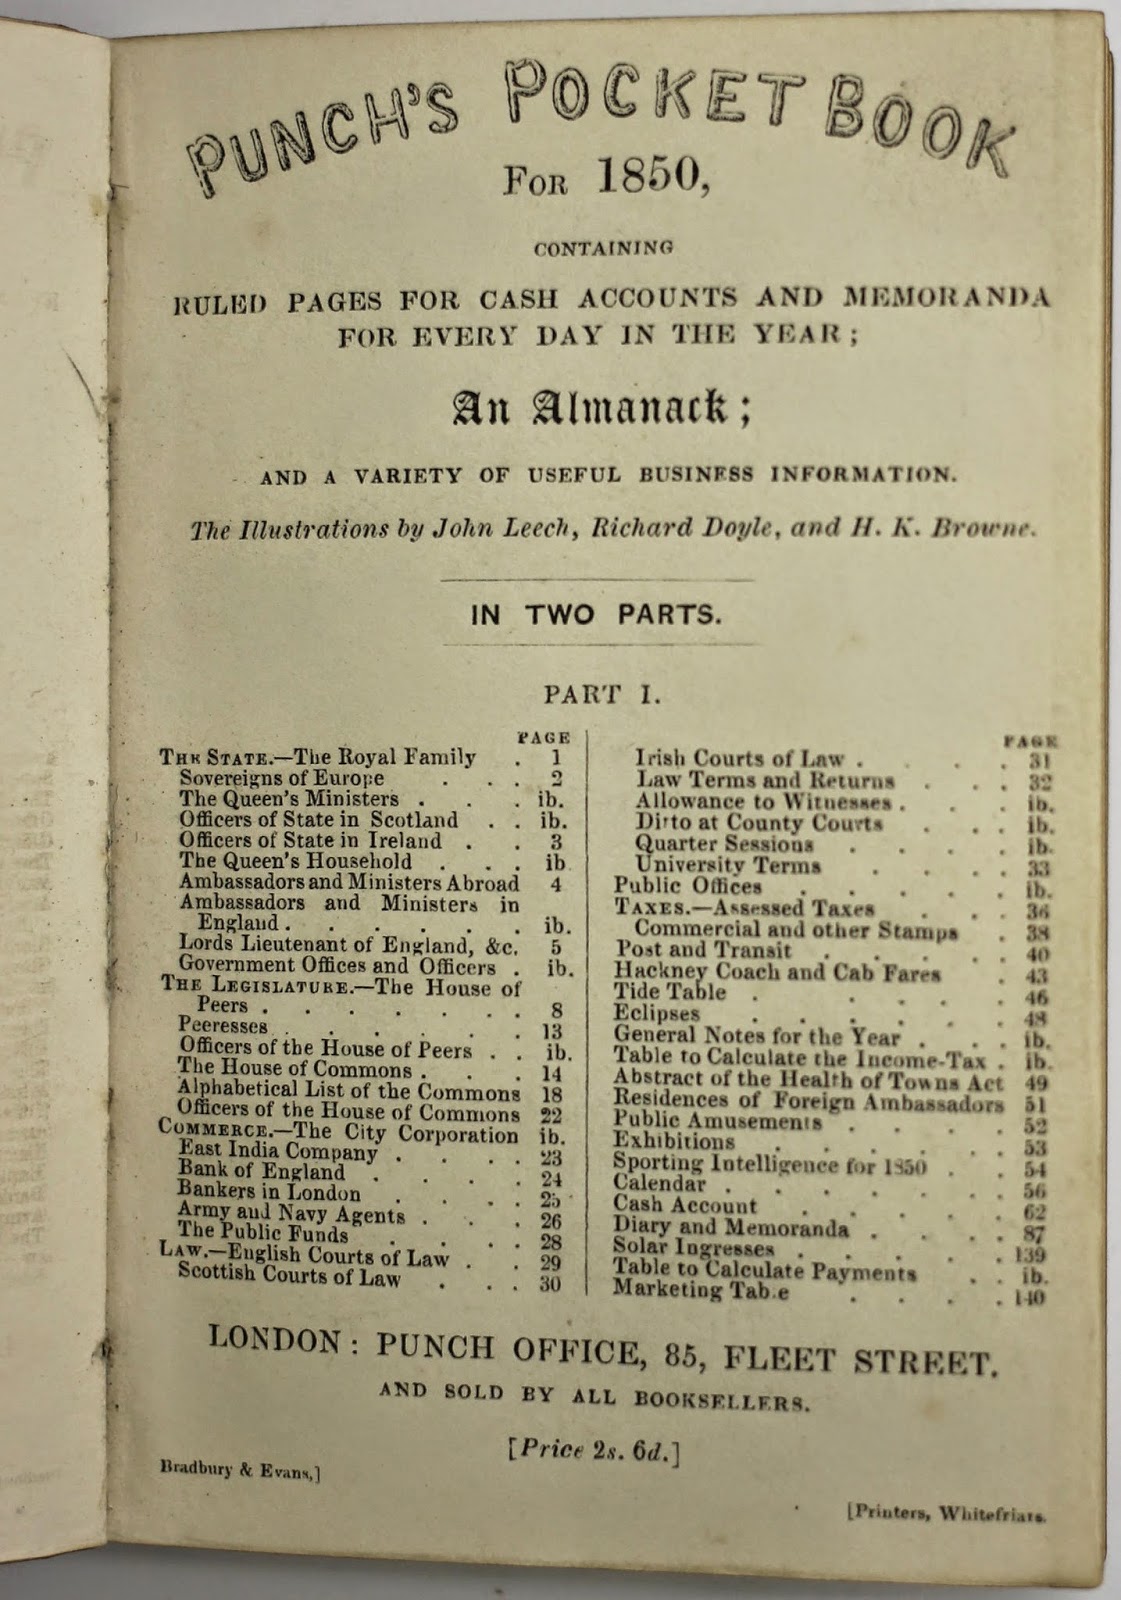 PUNCH'S POCKET BOOK
FOR 1850,
CONTAINING
RULED PAGES FOR CASH ACCOUNTS AND MEMORANDA
FOR EVERY DAY IN THE YEAR;
An Almanack;
AND A VARIETY OF USEFUL BUSINESS INFORMATION.
The Illustrations by John Leech, Richard Doyle, and H. K. Browne.
IN TWO PARTS.
PART I.
PAGE
THE STATE.—The Royal Family . 1
Sovereigns of Europe . . . 2
The Queen's Ministers . . . ib.
Officers of State in Scotland . . ib.
Officers of State in Ireland . . 3
The Queen's Household . . . ib
Ambassadors and Ministers Abroad 4
Ambassadors and Ministers in
England . . . . . . ib.
Lords Lieutenant of England, &c. 5
Government Offices and Officers . ib.
THE LEGISLATURE.—The House of
Peers . . . . . . . 8
Peeresses . . . . . . 13
Officers of the House of Peers . . ib.
The House of Commons . . . 14
Alphabetical List of the Commons 18
Officers of the House of Commons 22
COMMERCE.—The City Corporation ib.
East India Company . . . . 23
Bank of England . . . . 24
Bankers in London . . . . 25
Army and Navy Agents . . . 26
The Public Funds . . . . 28
LAW.—English Courts of Law . . 29
Scottish Courts of Law . . . 30
PAGE
Irish Courts of Law . . . . 31
Law Terms and Returns . . . 32
Allowance to Witnesses . . . ib.
Ditto at County Courts . . . ib.
Quarter Sessions . . . . ib.
University Terms . . . . 33
Public Offices . . . . . ib.
TAXES.—Assessed Taxes . . . 36
Commercial and other Stamps . 38
Post and Transit . . . . . 40
Hackney Coach and Cab Fares . 43
Tide Table . . . . . 46
Eclipses . . . . . . 48
General Notes for the Year . . ib.
Table to Calculate the Income-Tax . ib.
Abstract of the Health of Towns Act 49
Residences of Foreign Ambassadors 51
Public Amusements . . . . 52
Exhibitions . . . . . 53
Sporting Intelligence for 1850 . . 54
Calendar . . . . . . 56
Cash Account . . . . . 62
Diary and Memoranda . . . . 87
Solar Ingresses . . . . . 139
Table to Calculate Payments . . ib.
Marketing Table . . . . 140
LONDON: PUNCH OFFICE, 85, FLEET STREET.
AND SOLD BY ALL BOOKSELLERS.
[Price 2s. 6d.]
Bradbury & Evans,]
[Printers, Whitefriars.